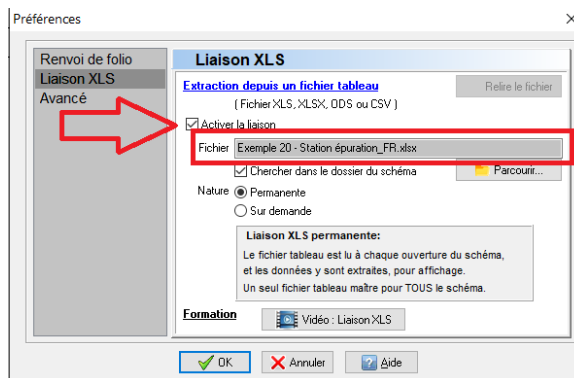 Préférences
Renvoi de folio
Liaison XLS
Avancé
Liaison XLS
Extraction depuis un fichier tableau
Relire le fichier
( Fichier XLS, XLSX, ODS ou CSV )
Activer la liaison
Fichier Exemple 20 - Station épuration_FR.xlsx
Chercher dans le dossier du schéma
Parcourir...
Nature Permanente
Sur demande
Liaison XLS permanente:
Le fichier tableau est lu à chaque ouverture du schéma,
et les données y sont extraites, pour affichage.
Un seul fichier tableau maître pour TOUS le schéma.
Formation
Vidéo : Liaison XLS
OK
Annuler
Aide